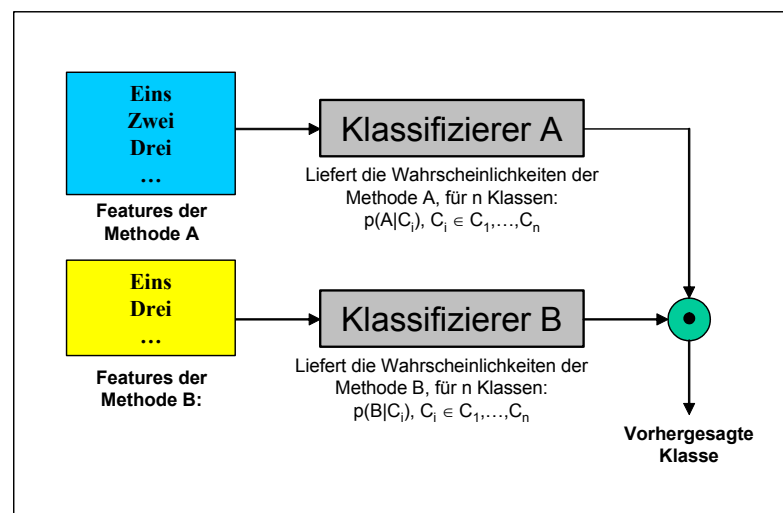 Eins
Zwei
Drei
…
Features der
Methode A
Klassifizierer A
Liefert die Wahrscheinlichkeiten der
Methode A, für n Klassen:
p(A|Cᵢ), Cᵢ ∈ C₁,…,Cₙ
Eins
Drei
…
Features der
Methode B:
Klassifizierer B
Liefert die Wahrscheinlichkeiten der
Methode B, für n Klassen:
p(B|Cᵢ), Cᵢ ∈ C₁,…,Cₙ
Vorhergesagte
Klasse